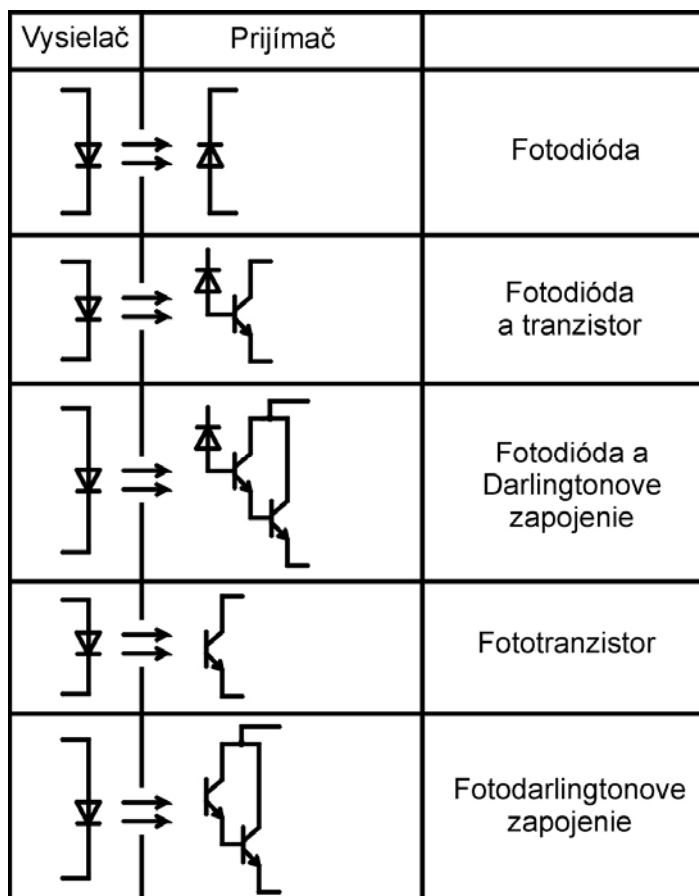 Vysielač
Prijímač
Fotodióda
Fotodióda
a tranzistor
Fotodióda a
Darlingtonove
zapojenie
Fototranzistor
Fotodarlingtonove
zapojenie